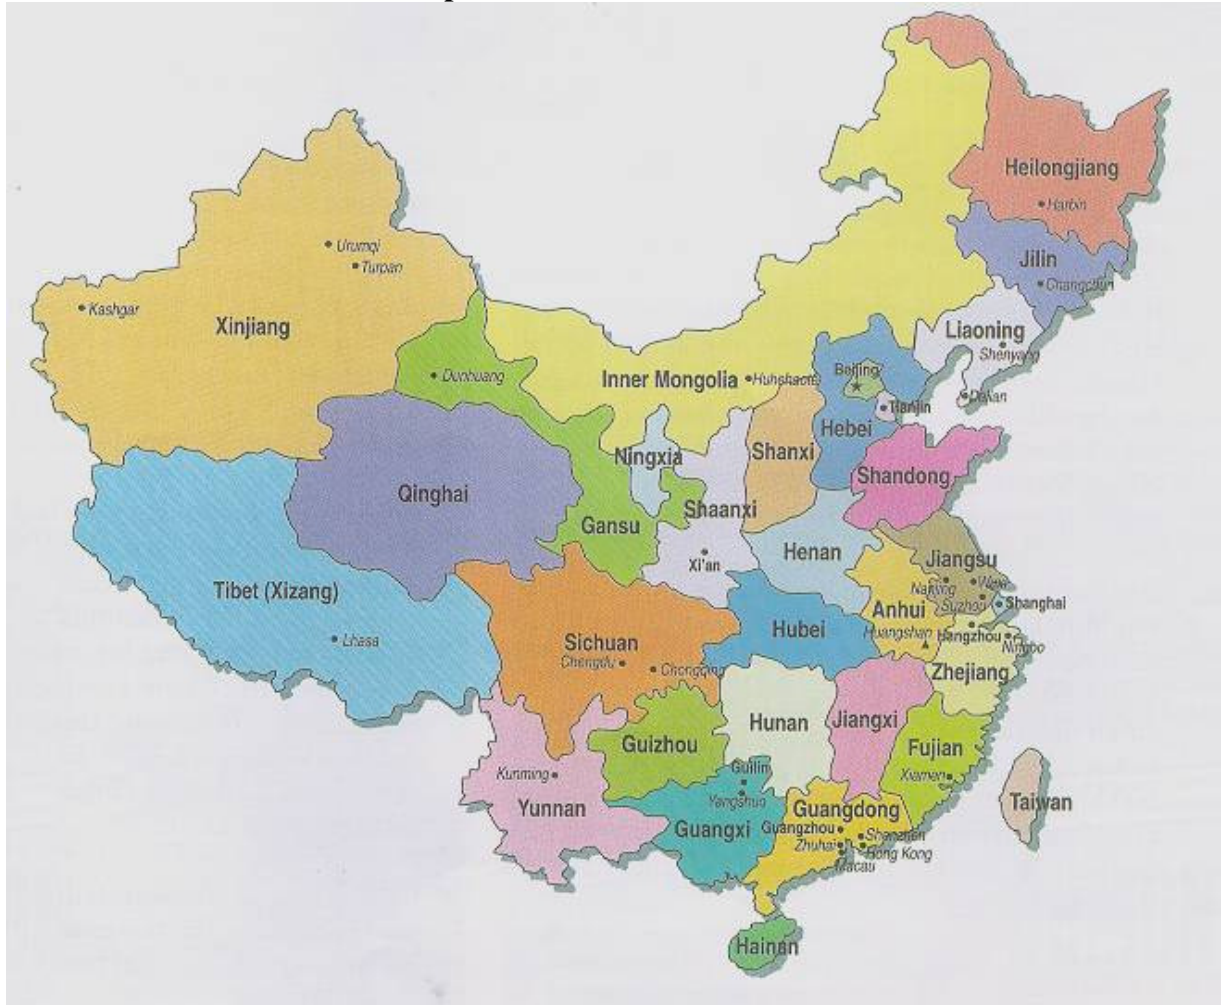 Heilongjiang
Harbin
Urumqi
Turpan
Jilin
Changchun
Kashgar
Xinjiang
Liaoning
Shenyang
Dunhuang
Inner Mongolia
Beijing
Tianjin
Hebei
Ningxia
Shanxi
Shandong
Qinghai
Gansu
Shaanxi
Xi'an
Henan
Jiangsu
Nanjing
Tibet (Xizang)
Lhasa
Suzhou
Shanghai
Anhui
Huangshan
Hangzhou
Ningbo
Hubei
Sichuan
Chengdu
Chongqing
Zhejiang
Hunan
Jiangxi
Guizhou
Fujian
Xiamen
Kunming
Yunnan
Guilin
Yangshuo
Taiwan
Guangdong
Guangxi
Guangzhou
Shenzhen
Zhuhai
Hong Kong
Macau
Hainan